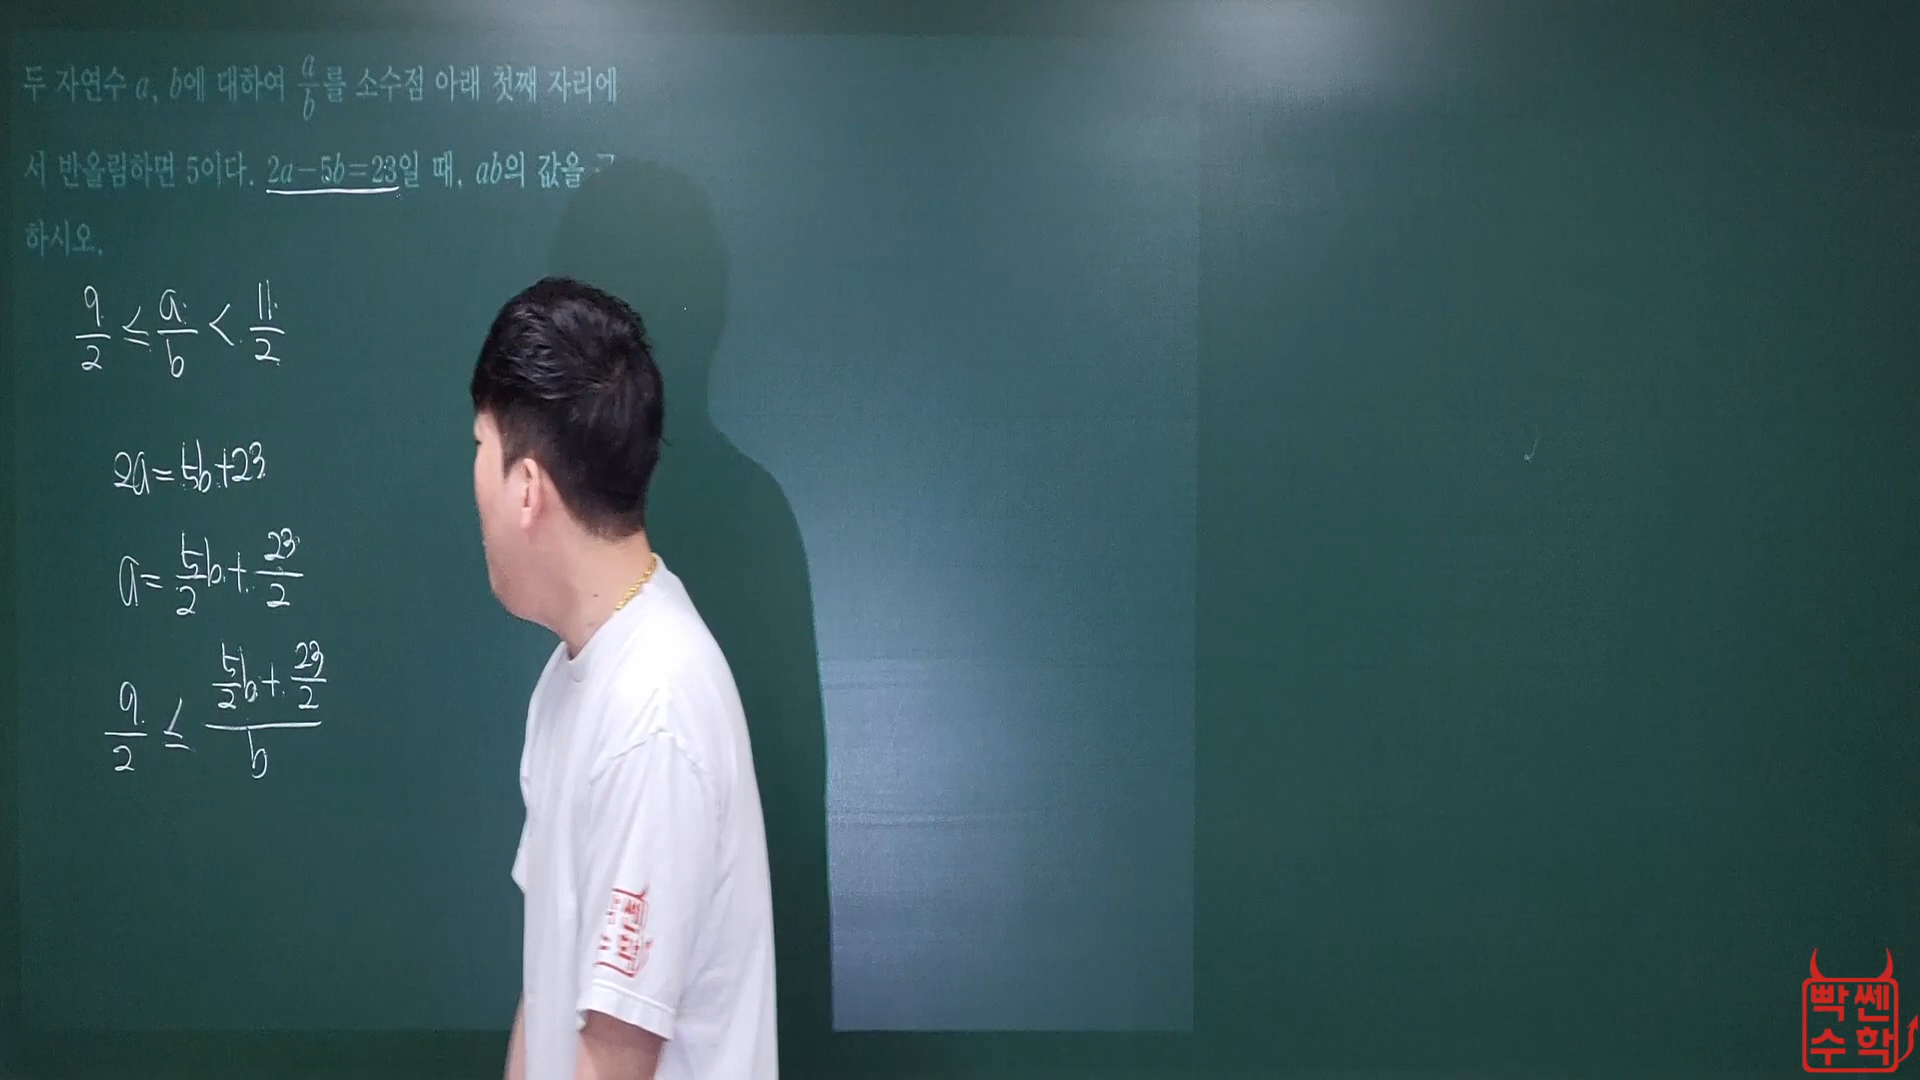 두 자연수 a, b에 대하여 a/b를 소수점 아래 첫째 자리에
서 반올림하면 5이다. 2a-5b=23일 때, ab의 값을
하시오.
9/2 ≤ a/b < 11/2
2a=5b+23
a=5/2b+23/2
9/2 ≤ (5/2b+23/2)/b
빡쎈
수학